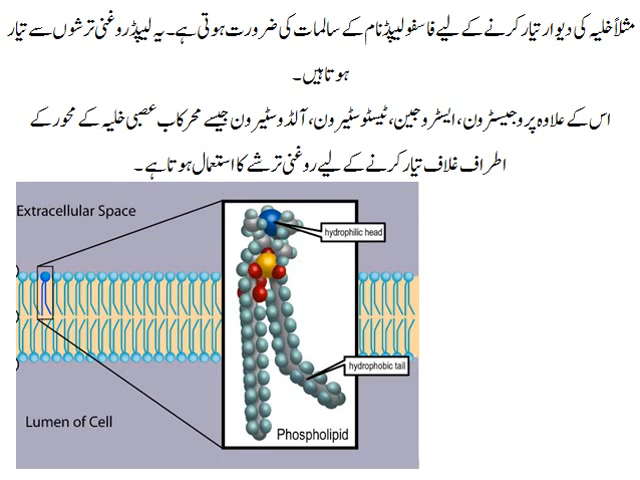 مثلاً خلیہ کی دیوار تیار کرنے کے لیے فاسفولیپڈ نام کے سالمات کی ضرورت ہوتی ہے۔ یہ لیپڈ روغنی ترشوں سے تیار
ہوتا ہیں۔
اس کے علاوہ پروجیسٹرون، ایسٹروجین، ٹیسٹوسٹیرون، آلڈوسٹیرون جیسے محرکاب عصبی خلیہ کے محور کے
اطراف غلاف تیار کرنے کے لیے روغنی ترشے کا استعمال ہوتا ہے۔
Extracellular Space
hydrophilic head
hydrophobic tail
Lumen of Cell
Phospholipid